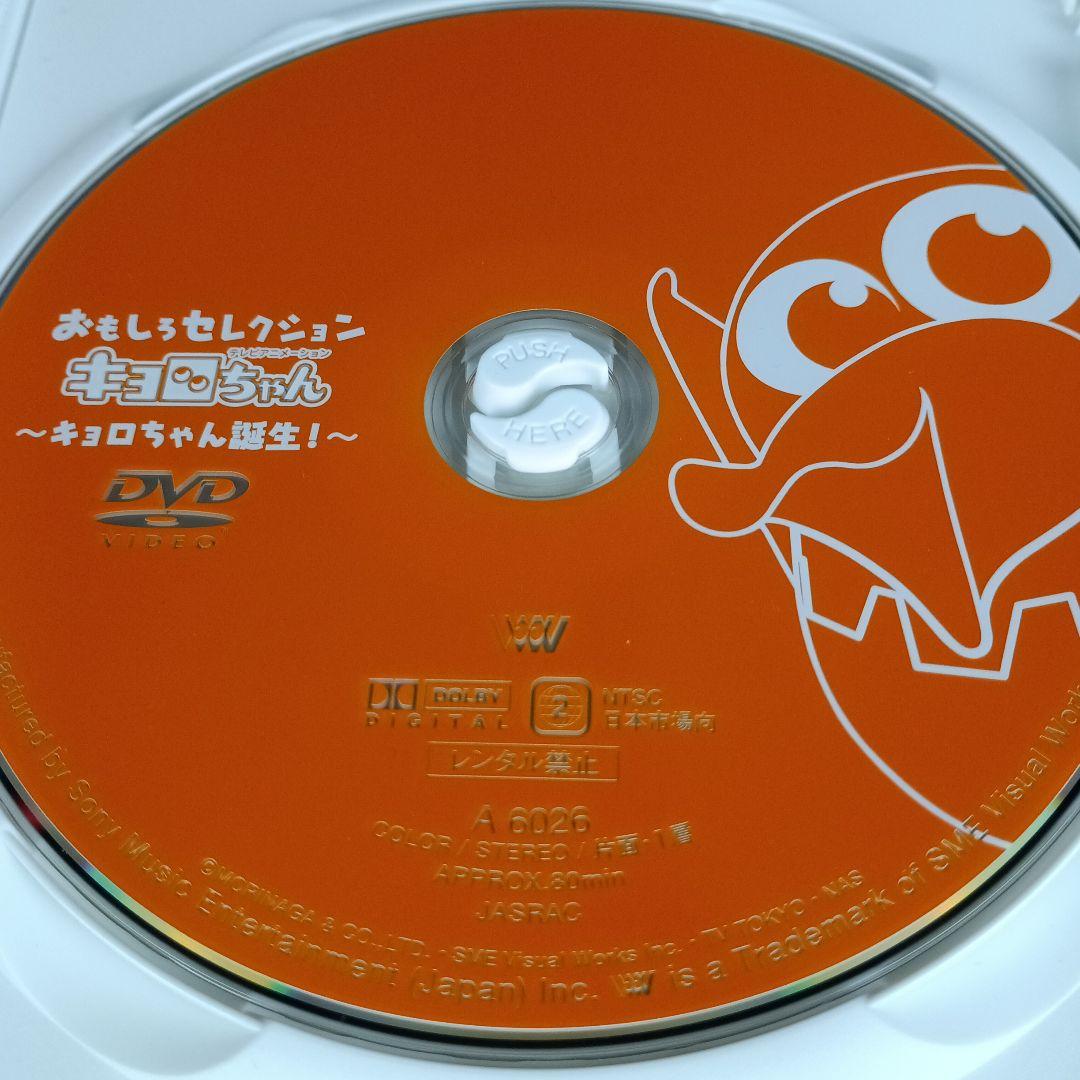 おもしろセレクション
テレビアニメーション
キョロちゃん
～キョロちゃん誕生！～
DVD
VIDEO
PUSH
HERE
DOLBY
DIGITAL
2
NTSC
日本市場向
レンタル禁止
A 6026
COLOR / STEREO / 片面・1層
APPROX.80min
JASRAC
©MORINAGA & CO.,LTD. · SME Visual Works Inc. · TV TOKYO · NAS
by Sony Music Entertainment (Japan) Inc. VW is a Trademark of SME Visual